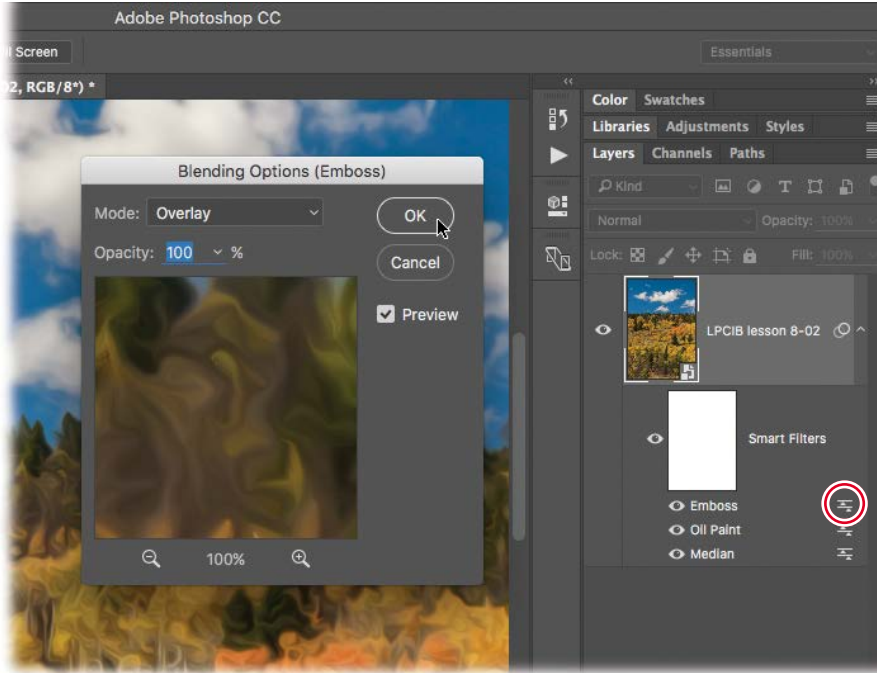 Adobe Photoshop CC
Screen
Essentials
02, RGB/8*) *
Color Swatches
Libraries Adjustments Styles
Layers Channels Paths
Kind
Normal Opacity: 100%
Lock: Fill: 100%
Blending Options (Emboss)
Mode: Overlay
OK
Opacity: 100 %
Cancel
Preview
100%
LPCIB lesson 8-02
Smart Filters
Emboss
Oil Paint
Median